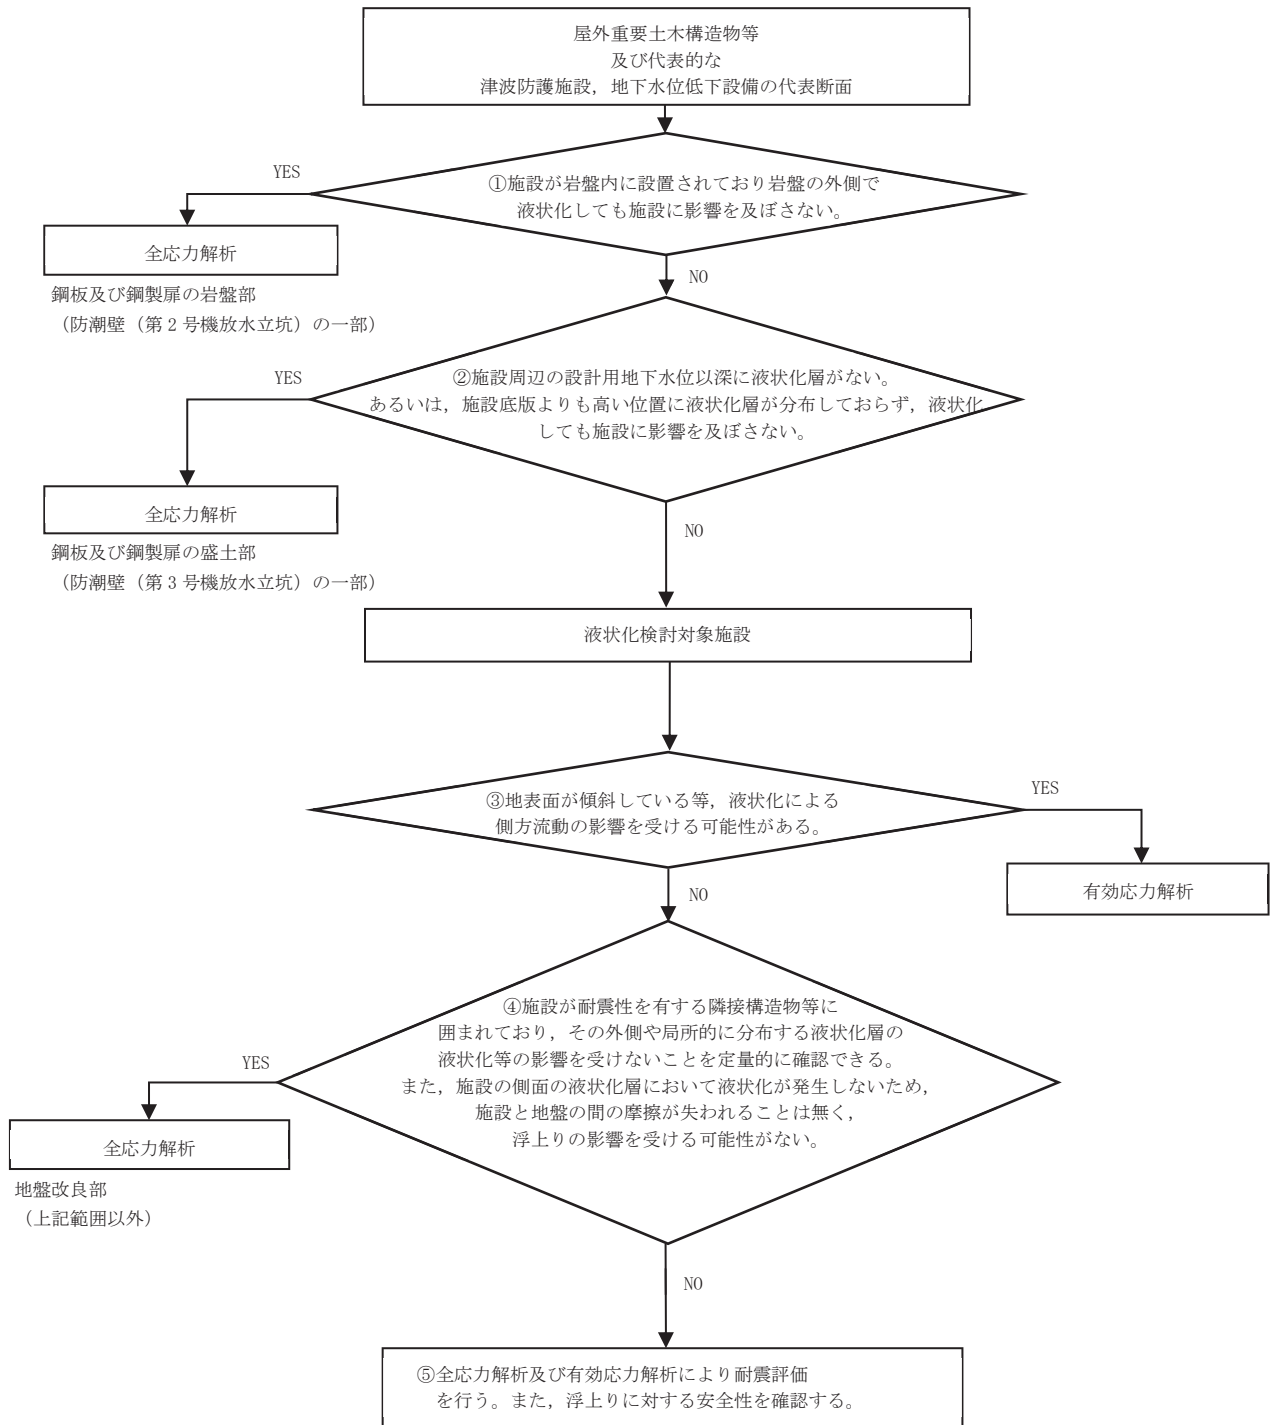 屋外重要土木構造物等
及び代表的な
津波防護施設，地下水位低下設備の代表断面
YES
①施設が岩盤内に設置されており岩盤の外側で
液状化しても施設に影響を及ぼさない。
全応力解析
NO
鋼板及び鋼製扉の岩盤部
（防潮壁（第２号機放水立坑）の一部）
YES
②施設周辺の設計用地下水位以深に液状化層がない。
あるいは，施設底版よりも高い位置に液状化層が分布しておらず，液状化
しても施設に影響を及ぼさない。
全応力解析
NO
鋼板及び鋼製扉の盛土部
（防潮壁（第３号機放水立坑）の一部）
液状化検討対象施設
③地表面が傾斜している等，液状化による
側方流動の影響を受ける可能性がある。
YES
有効応力解析
NO
④施設が耐震性を有する隣接構造物等に
囲まれており，その外側や局所的に分布する液状化層の
液状化等の影響を受けないことを定量的に確認できる。
また，施設の側面の液状化層において液状化が発生しないため，
施設と地盤の間の摩擦が失われることは無く，
浮上りの影響を受ける可能性がない。
YES
全応力解析
地盤改良部
（上記範囲以外）
NO
⑤全応力解析及び有効応力解析により耐震評価
を行う。また，浮上りに対する安全性を確認する。